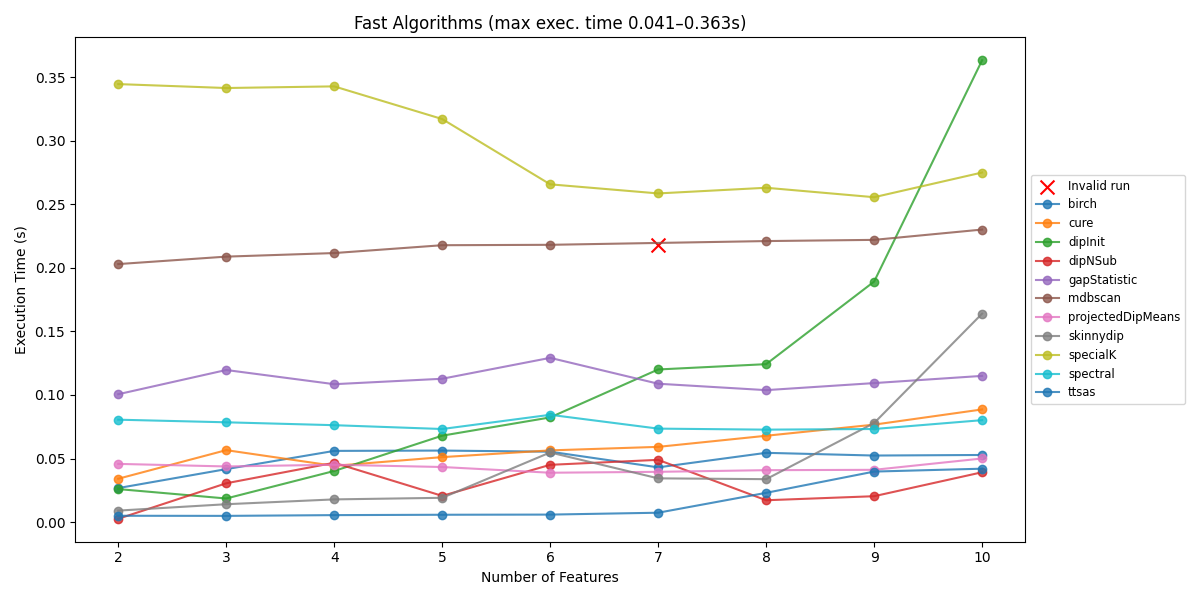 Fast Algorithms (max exec. time 0.041–0.363s)
Execution Time (s)
0.35
0.30
0.25
0.20
0.15
0.10
0.05
0.00
2 3 4 5 6 7 8 9 10
Number of Features
Invalid run
birch
cure
dipInit
dipNSub
gapStatistic
mdbscan
projectedDipMeans
skinnydip
specialK
spectral
ttsas